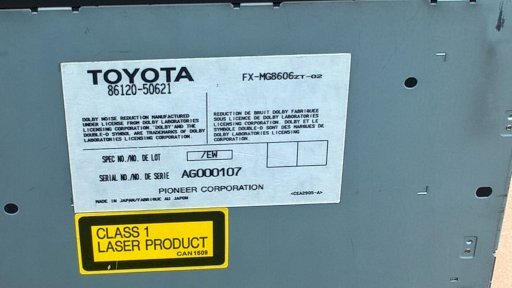 TOYOTA
FX-MG8606ZT-02
86120-50621
DOLBY NOISE REDUCTION MANUFACTURED
UNDER LICENSE FROM DOLBY LABORATORIES
LICENSING CORPORATION. "DOLBY" AND THE
DOUBLE-D SYMBOL ARE TRADEMARKS OF DOLBY
LABORATORIES LICENSING CORPORATION.
REDUCTION DE BRUIT DOLBY FABRIQUEE
SOUS LICENCE DE DOLBY LABORATORIES
LICENSING CORPORATION. DOLBY ET LE
SYMBOLE DOUBLE-D SONT DES MARQUES DE
DOLBY LABORATORIES LICENSING CORPORATION.
SPEC NO./NO. DE LOT /EW
SERIAL NO./NO. DE SERIE AG000107
PIONEER CORPORATION
MADE IN JAPAN/FABRIQUE AU JAPON
<CEA2905-A>
CLASS 1
LASER PRODUCT
CAN1609